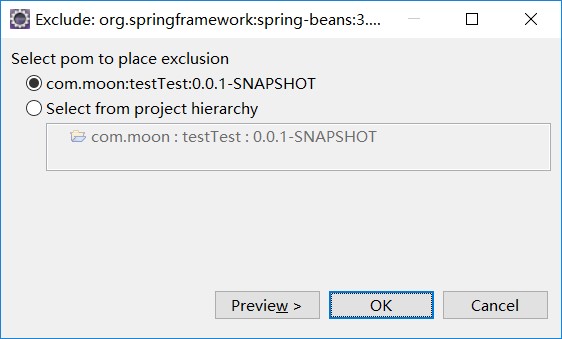 Exclude: org.springframework:spring-beans:3....
Select pom to place exclusion
com.moon:testTest:0.0.1-SNAPSHOT
Select from project hierarchy
com.moon : testTest : 0.0.1-SNAPSHOT
Preview > OK Cancel